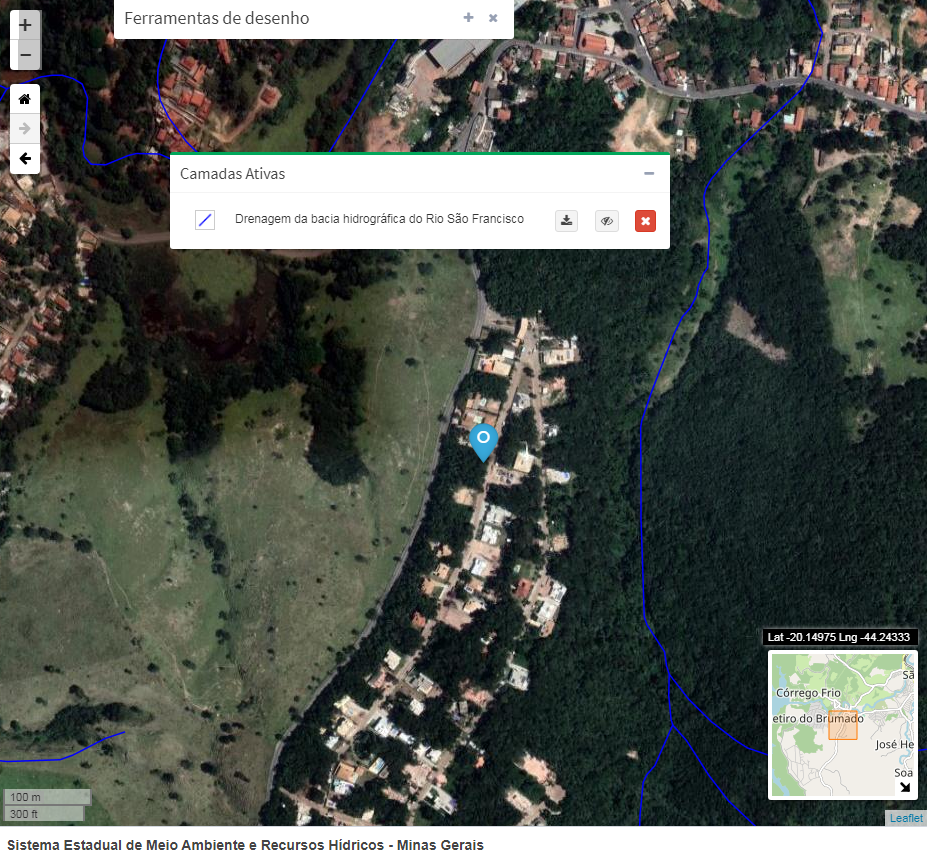 +
Ferramentas de desenho
−
Camadas Ativas
Drenagem da bacia hidrográfica do Rio São Francisco
Lat -20.14975 Lng -44.24333
Sã
Córrego Frio
etiro do Brumado
José He
Soa
100 m
300 ft
Leaflet
Sistema Estadual de Meio Ambiente e Recursos Hídricos - Minas Gerais